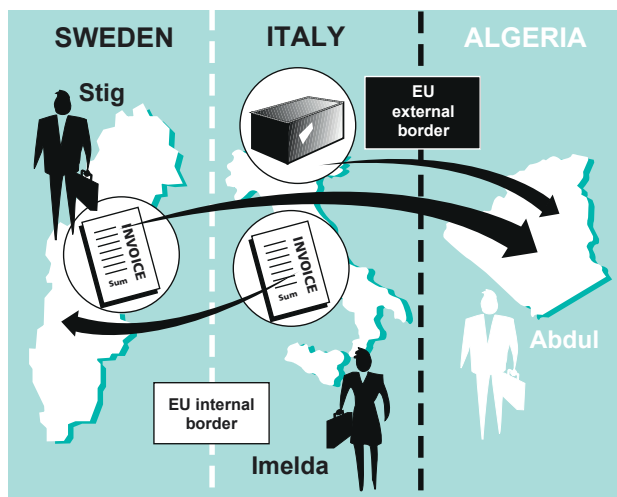 SWEDEN
ITALY
ALGERIA
Stig
EU
external
border
INVOICE
Sum
INVOICE
Sum
Abdul
EU internal
border
Imelda